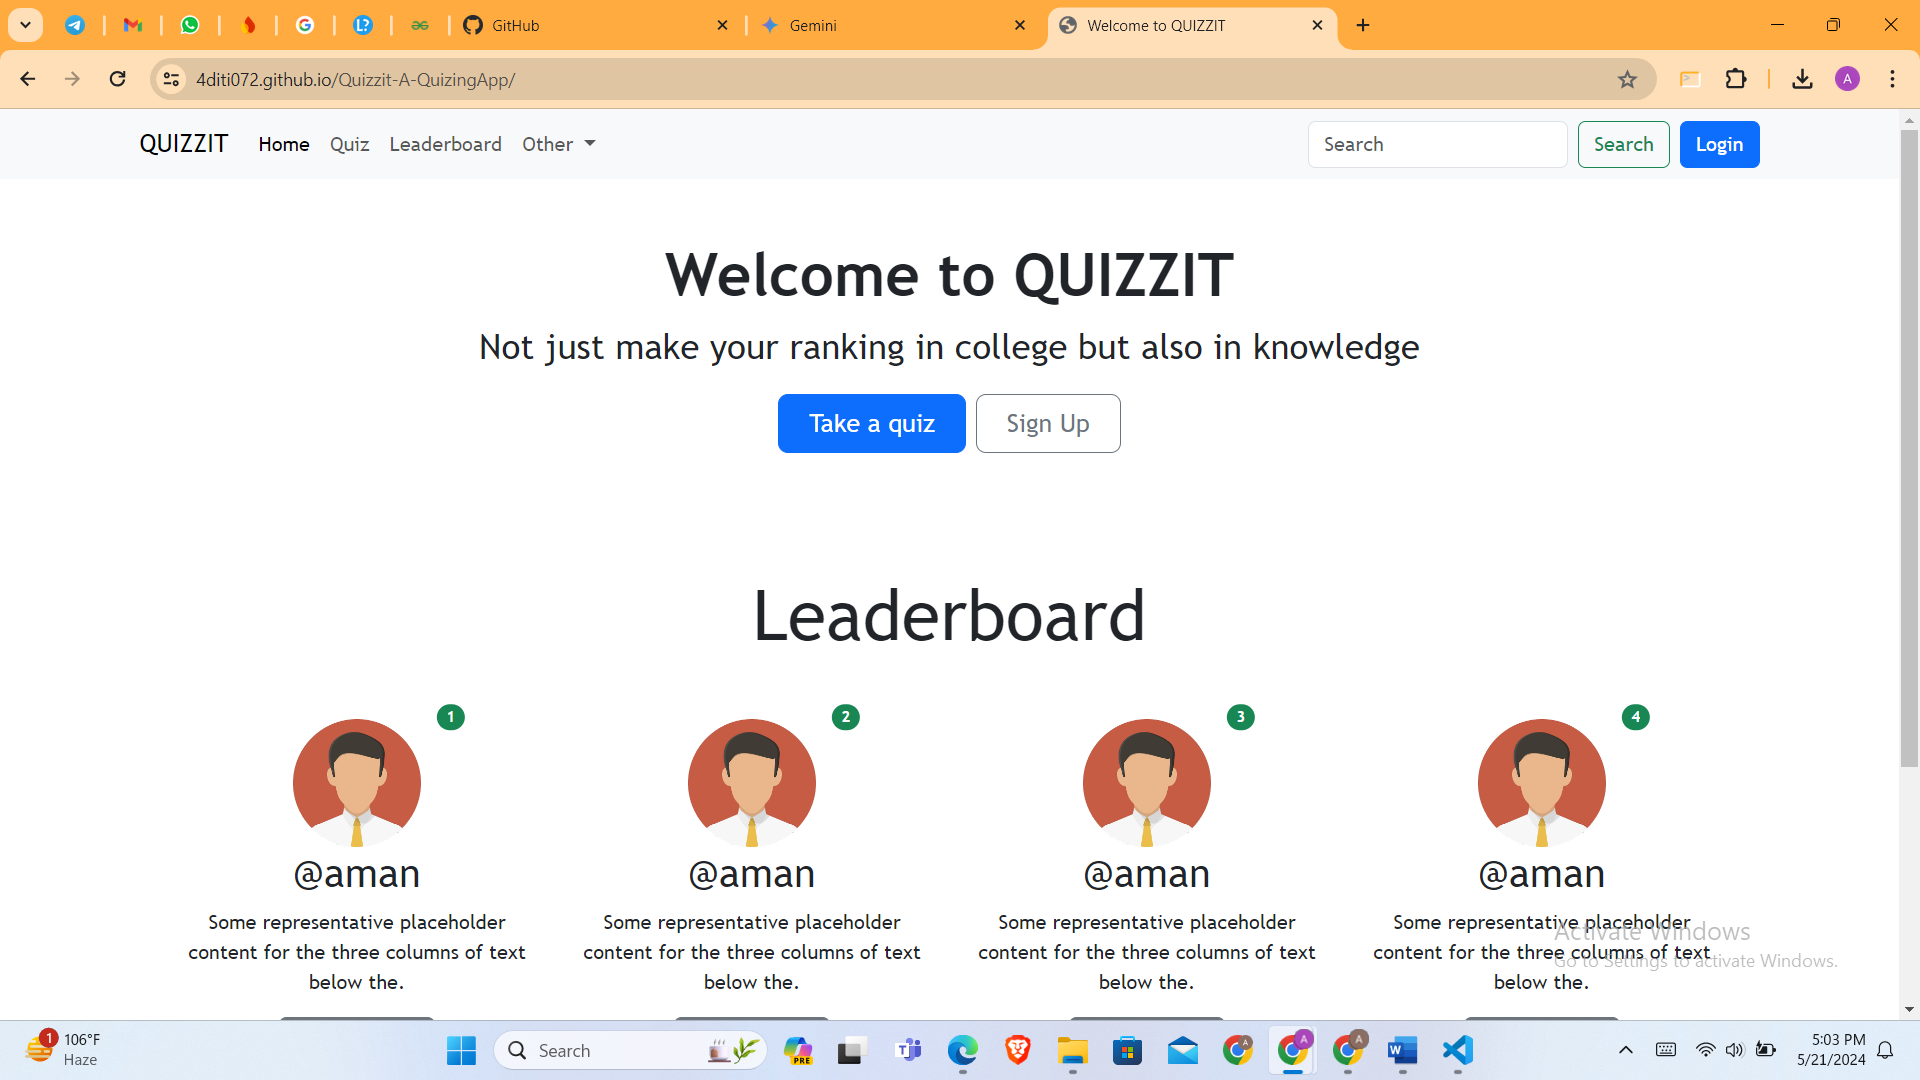 GitHub
Gemini
Welcome to QUIZZIT
4diti072.github.io/Quizzit-A-QuizingApp/
A
QUIZZIT Home Quiz Leaderboard Other
Search Search Login
Welcome to QUIZZIT
Not just make your ranking in college but also in knowledge
Take a quiz Sign Up
Leaderboard
1 2 3 4
@aman @aman @aman @aman
Some representative placeholder
content for the three columns of text
below the.
Some representative placeholder
content for the three columns of text
below the.
Some representative placeholder
content for the three columns of text
below the.
Some representative placeholder
content for the three columns of text
below the.
Activate Windows
Go to Settings to activate Windows.
1
106°F
Haze
Search
PRE
A
A
A
5:03 PM
5/21/2024